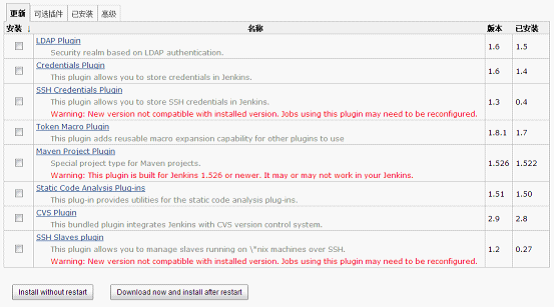 更新 可选插件 已安装 高级
安装 ↓ 名称 版本 已安装
LDAP Plugin
Security realm based on LDAP authentication.
1.6 1.5
Credentials Plugin
This plugin allows you to store credentials in Jenkins.
1.6 1.4
SSH Credentials Plugin
This plugin allows you to store SSH credentials in Jenkins.
Warning: New version not compatible with installed version. Jobs using this plugin may need to be reconfigured.
1.3 0.4
Token Macro Plugin
This plugin adds reusable macro expansion capability for other plugins to use
1.8.1 1.7
Maven Project Plugin
Special project type for Maven projects.
Warning: This plugin is built for Jenkins 1.526 or newer. It may or may not work in your Jenkins.
1.526 1.522
Static Code Analysis Plug-ins
This plug-in provides utilities for the static code analysis plug-ins.
1.51 1.50
CVS Plugin
This bundled plugin integrates Jenkins with CVS version control system.
2.9 2.8
SSH Slaves plugin
This plugin allows you to manage slaves running on \*nix machines over SSH.
Warning: New version not compatible with installed version. Jobs using this plugin may need to be reconfigured.
1.2 0.27
Install without restart Download now and install after restart